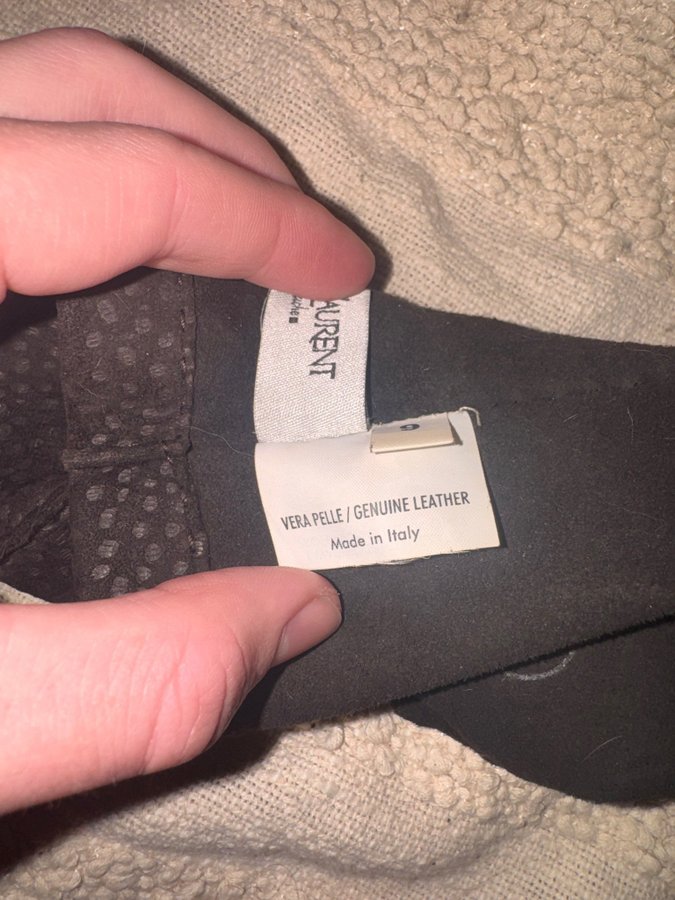 LAURENT
VERA PELLE / GENUINE LEATHER
Made in Italy